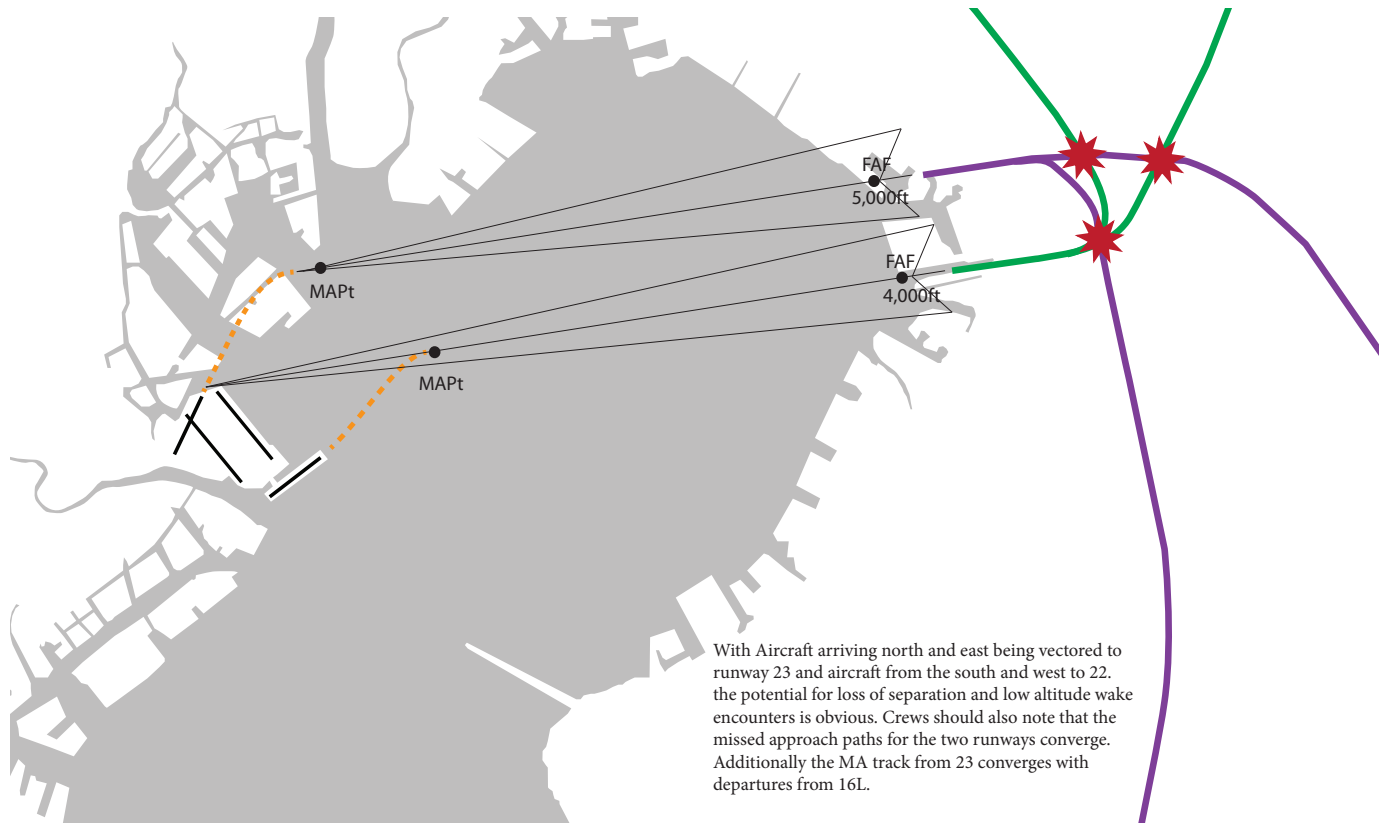 FAF
5,000ft
FAF
4,000ft
MAPt
MAPt
With Aircraft arriving north and east being vectored to
runway 23 and aircraft from the south and west to 22.
the potential for loss of separation and low altitude wake
encounters is obvious. Crews should also note that the
missed approach paths for the two runways converge.
Additionally the MA track from 23 converges with
departures from 16L.